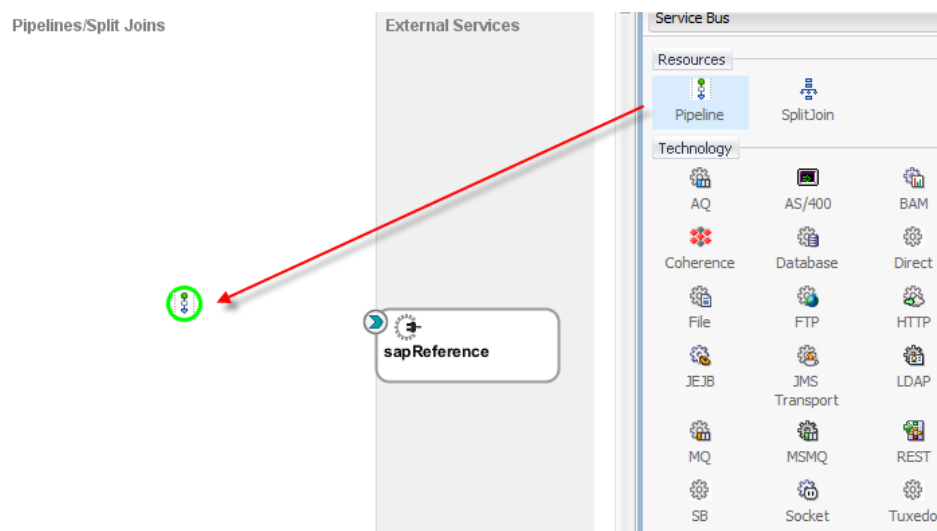 Pipelines/Split Joins
External Services
sapReference
Service Bus
Resources
Pipeline
SplitJoin
Technology
AQ
AS/400
BAM
Coherence
Database
Direct
File
FTP
HTTP
JEJB
JMS
Transport
LDAP
MQ
MSMQ
REST
SB
Socket
Tuxedo